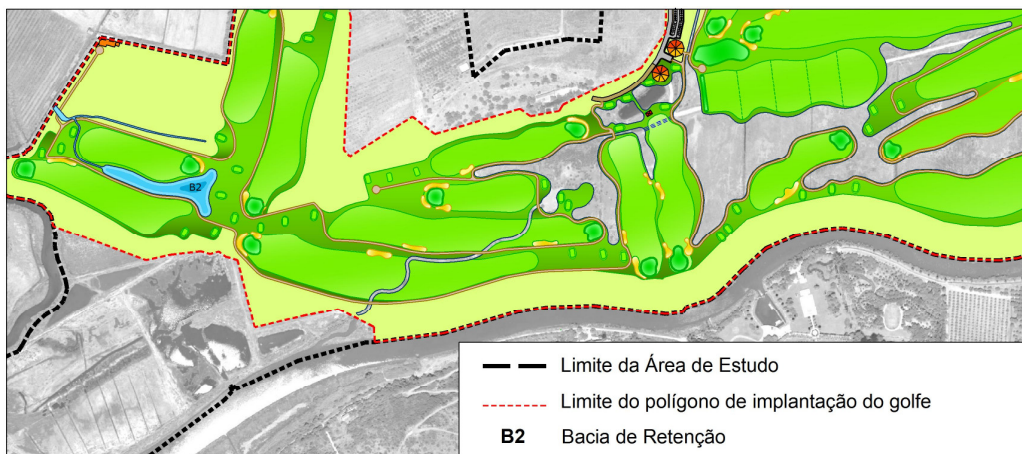 B2
Limite da Área de Estudo
Limite do polígono de implantação do golfe
B2 Bacia de Retenção